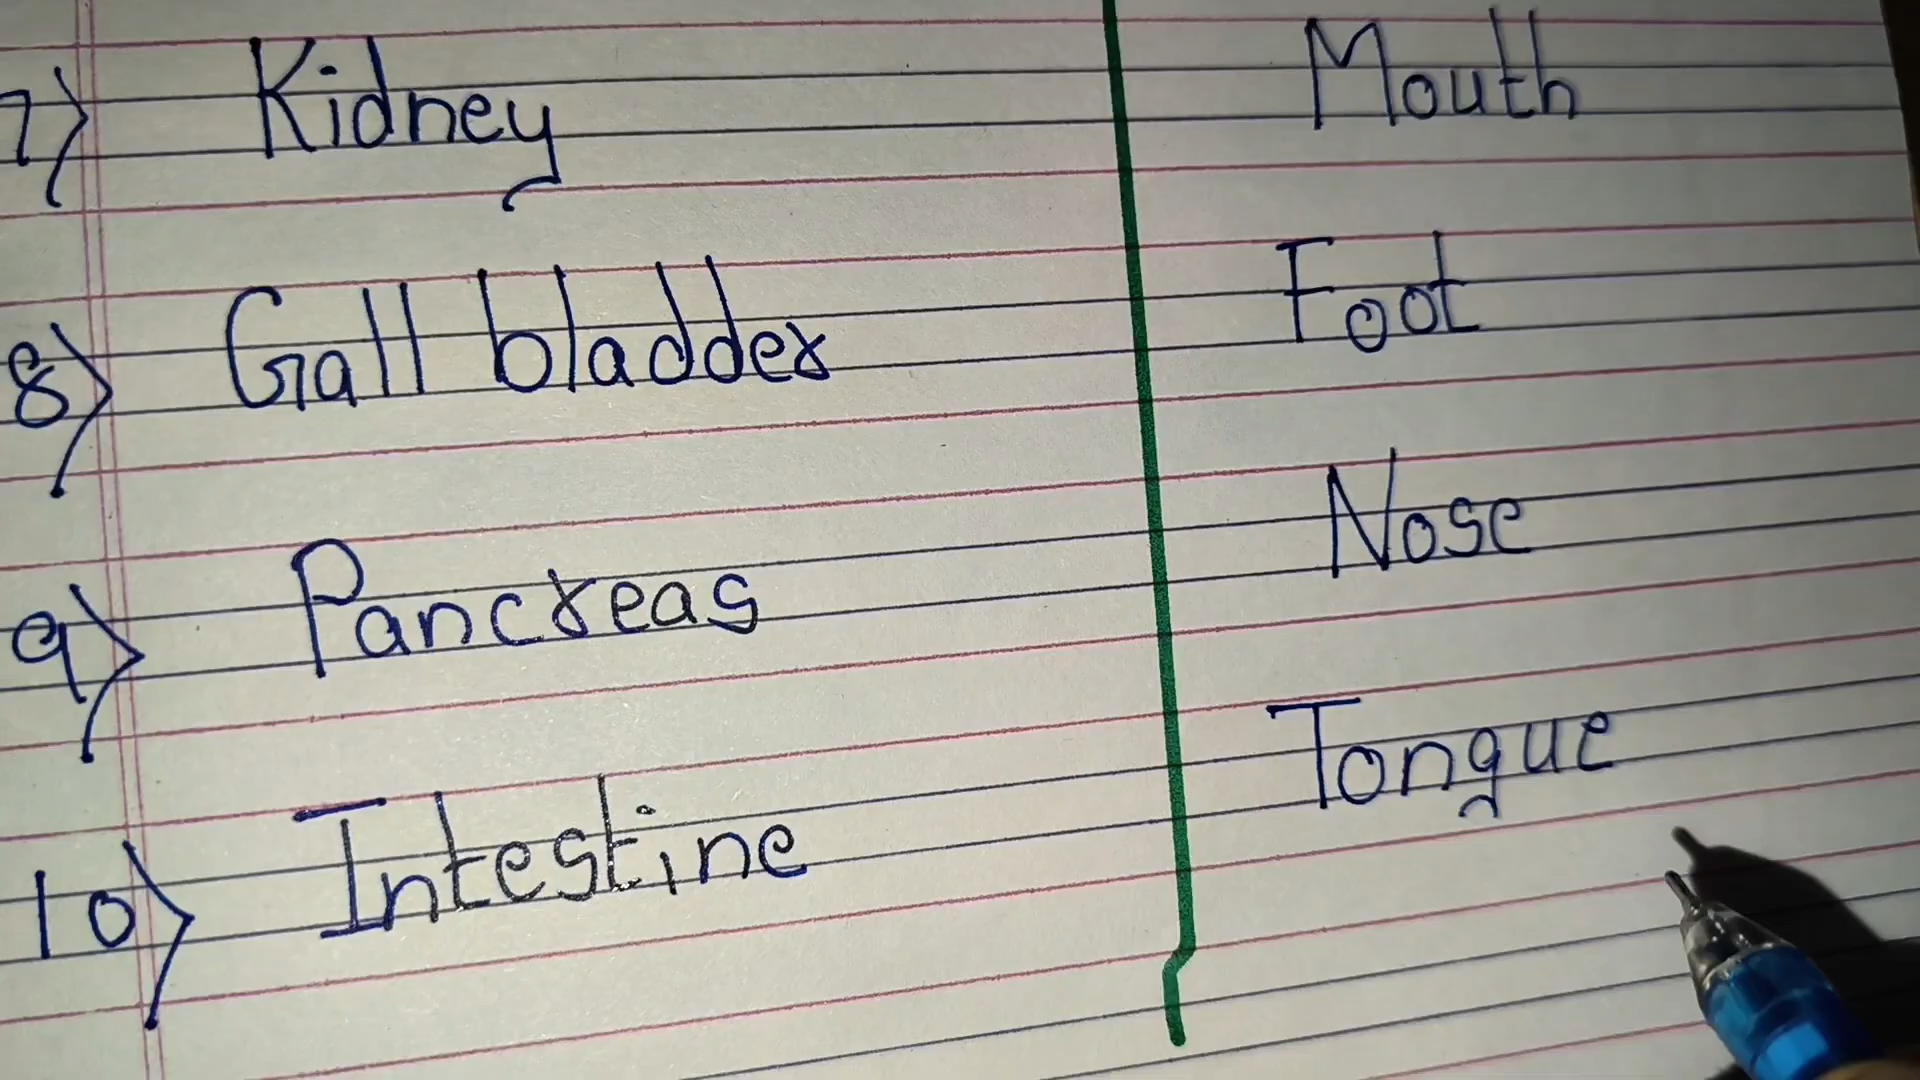 7) Kidney Mouth
8) Gall bladder Foot
9) Pancreas Nose
10) Intestine Tongue